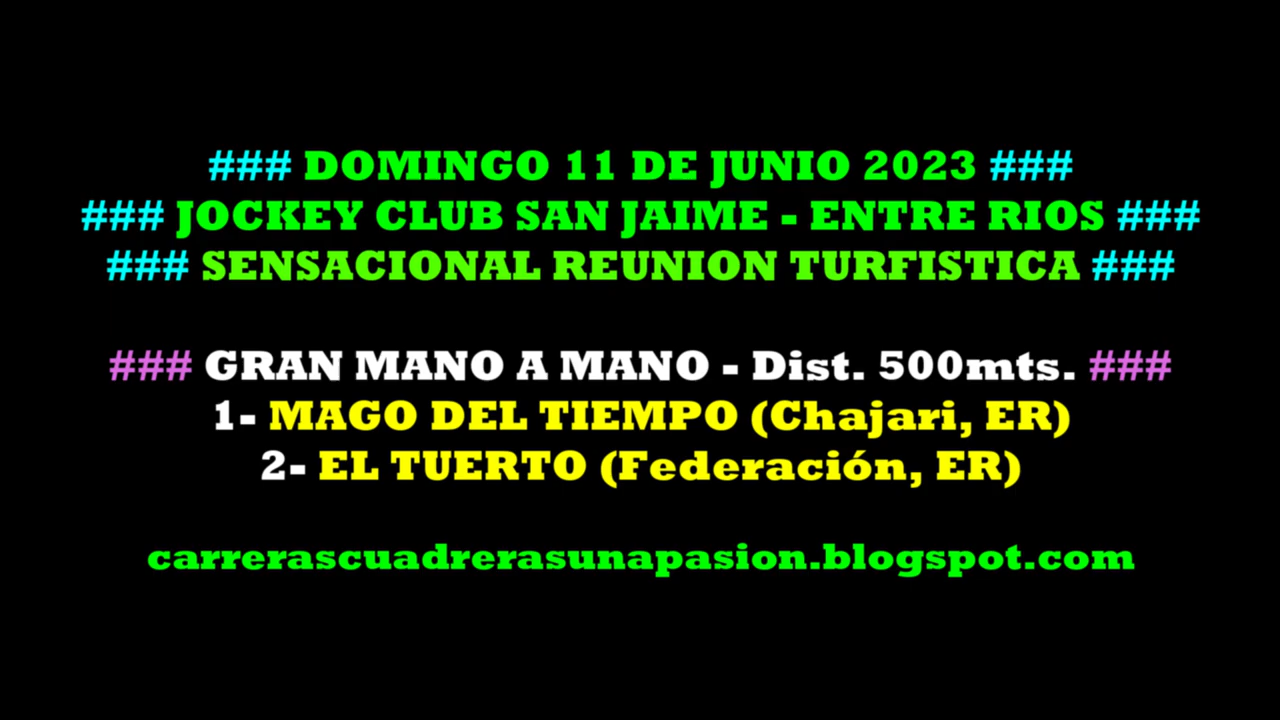 ### DOMINGO 11 DE JUNIO 2023 ###
### JOCKEY CLUB SAN JAIME - ENTRE RIOS ###
### SENSACIONAL REUNION TURFISTICA ###
### GRAN MANO A MANO - Dist. 500mts. ###
1- MAGO DEL TIEMPO (Chajari, ER)
2- EL TUERTO (Federación, ER)
carrerascuadrerasunapasion.blogspot.com